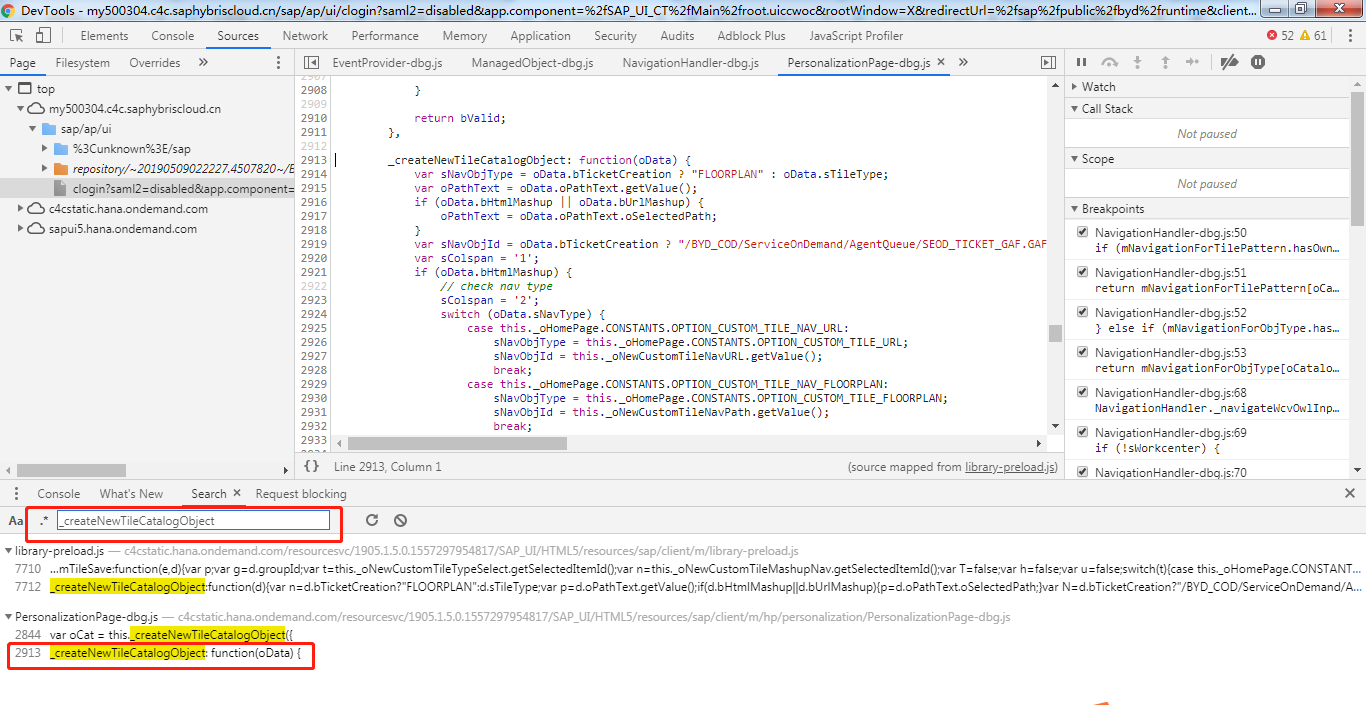 DevTools - my500304.c4c.saphybriscloud.cn/sap/ap/ui/clogin?saml2=disabled&app.component=%2fSAP_UI_CT%2fMain%2froot.uiccwoc&rootWindow=X&redirectUrl=%2fsap%2fpublic%2fbyd%2fruntime&client...
Elements Console Sources Network Performance Memory Application Security Audits Adblock Plus JavaScript Profiler 52 61
Page Filesystem Overrides »
EventProvider-dbg.js ManagedObject-dbg.js NavigationHandler-dbg.js PersonalizationPage-dbg.js × »
top
my500304.c4c.saphybriscloud.cn
sap/ap/ui
%3Cunknown%3E/sap
repository/~20190509022227.4507820~/E
clogin?saml2=disabled&app.component=
c4cstatic.hana.ondemand.com
sapui5.hana.ondemand.com
2907
2908 }
2909
2910 return bValid;
2911 },
2912
2913 _createNewTileCatalogObject: function(oData) {
2914 var sNavObjType = oData.bTicketCreation ? "FLOORPLAN" : oData.sTileType;
2915 var oPathText = oData.oPathText.getValue();
2916 if (oData.bHtmlMashup || oData.bUrlMashup) {
2917 oPathText = oData.oPathText.oSelectedPath;
2918 }
2919 var sNavObjId = oData.bTicketCreation ? "/BYD_COD/ServiceOnDemand/AgentQueue/SEOD_TICKET_GAF.GAF
2920 var sColspan = '1';
2921 if (oData.bHtmlMashup) {
2922 // check nav type
2923 sColspan = '2';
2924 switch (oData.sNavType) {
2925 case this._oHomePage.CONSTANTS.OPTION_CUSTOM_TILE_NAV_URL:
2926 sNavObjType = this._oHomePage.CONSTANTS.OPTION_CUSTOM_TILE_URL;
2927 sNavObjId = this._oNewCustomTileNavURL.getValue();
2928 break;
2929 case this._oHomePage.CONSTANTS.OPTION_CUSTOM_TILE_NAV_FLOORPLAN:
2930 sNavObjType = this._oHomePage.CONSTANTS.OPTION_CUSTOM_TILE_FLOORPLAN;
2931 sNavObjId = this._oNewCustomTileNavPath.getValue();
2932 break;
2933
{} Line 2913, Column 1 (source mapped from library-preload.js)
Watch
Call Stack
Not paused
Scope
Not paused
Breakpoints
NavigationHandler-dbg.js:50
if (mNavigationForTilePattern.hasOwn...
NavigationHandler-dbg.js:51
return mNavigationForTilePattern[oCa...
NavigationHandler-dbg.js:52
} else if (mNavigationForObjType.has...
NavigationHandler-dbg.js:53
return mNavigationForObjType[oCatalo...
NavigationHandler-dbg.js:68
NavigationHandler._navigateWcvOwlInp...
NavigationHandler-dbg.js:69
if (!sWorkcenter) {
NavigationHandler-dbg.js:70
Console What's New Search × Request blocking
Aa .* _createNewTileCatalogObject
library-preload.js — c4cstatic.hana.ondemand.com/resourcesvc/1905.1.5.0.1557297954817/SAP_UI/HTML5/resources/sap/client/m/library-preload.js
7710 ...mTileSave:function(e,d){var p;var g=d.groupId;var t=this._oNewCustomTileTypeSelect.getSelectedItemId();var n=this._oNewCustomTileMashupNav.getSelectedItemId();var T=false;var h=false;var u=false;switch(t){case this._oHomePage.CONSTANT...
7712 _createNewTileCatalogObject:function(d){var n=d.bTicketCreation?"FLOORPLAN":d.sTileType;var p=d.oPathText.getValue();if(d.bHtmlMashup||d.bUrlMashup){p=d.oPathText.oSelectedPath;}var N=d.bTicketCreation?"/BYD_COD/ServiceOnDemand/A...
PersonalizationPage-dbg.js — c4cstatic.hana.ondemand.com/resourcesvc/1905.1.5.0.1557297954817/SAP_UI/HTML5/resources/sap/client/m/hp/personalization/PersonalizationPage-dbg.js
2844 var oCat = this._createNewTileCatalogObject({
2913 _createNewTileCatalogObject: function(oData) {